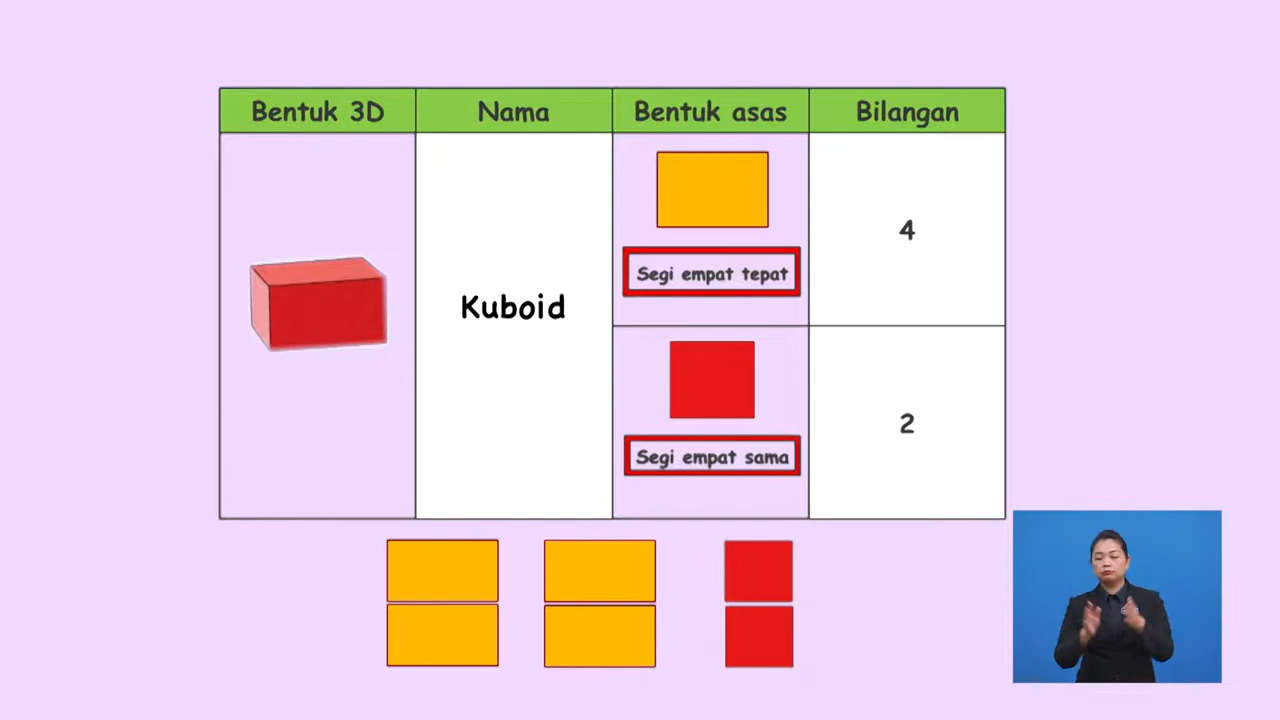 Bentuk 3D
Nama
Bentuk asas
Bilangan
Kuboid
Segi empat tepat
4
Segi empat sama
2